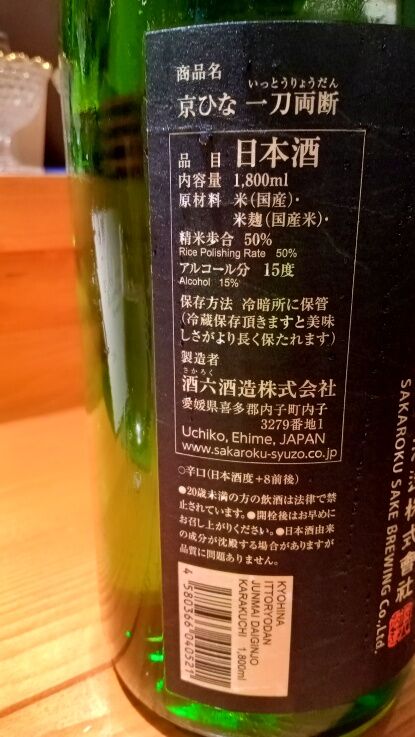 商品名
いっとうりょうだん
京ひな 一刀両断
品目 日本酒
内容量 1,800ml
原材料 米(国産)・
米麹(国産米)・
精米歩合 50%
Rice Polishing Rate 50%
アルコール分 15度
Alcohol 15%
保存方法 冷暗所に保管
(冷蔵保存頂きますと美味
しさがより長く保たれます)
製造者
さかろく
酒六酒造株式会社
愛媛県喜多郡内子町内子
3279番地1
Uchiko, Ehime, JAPAN
www.sakaroku-syuzo.co.jp
○辛口(日本酒度+8前後)
●20歳未満の方の飲酒は法律で禁
止されています。●開栓後はお早めに
お召し上がりください。●日本酒由来
の成分が沈殿する場合がありますが
品質に問題ありません。
KYOHINA
ITTORYODAN
JUNMAI DAIGINJO
KARAKUCHI 1,800ml
4 580366 040521
SAKAROKU SAKE BREWING Co.,Ltd.
造株式會社